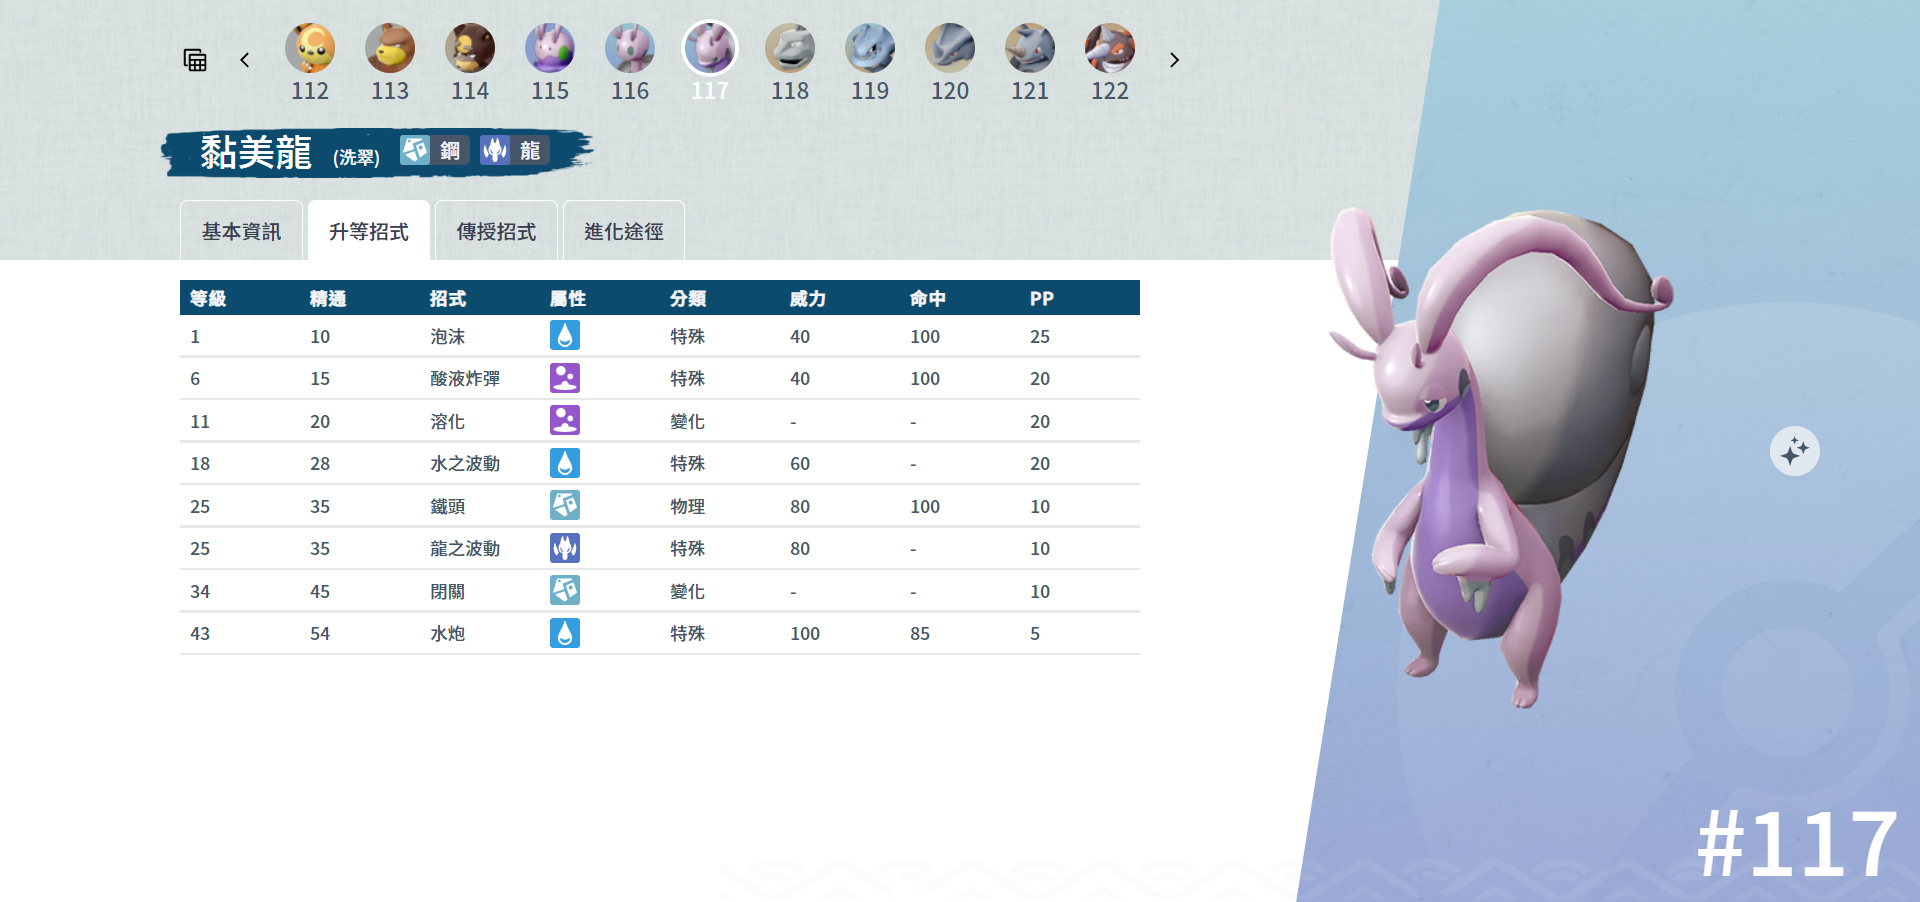 112 113 114 115 116 117 118 119 120 121 122
黏美龍 (洗翠) 鋼 龍
基本資訊 升等招式 傳授招式 進化途徑
等級 精通 招式 屬性 分類 威力 命中 PP
1 10 泡沫 特殊 40 100 25
6 15 酸液炸彈 特殊 40 100 20
11 20 溶化 變化 - - 20
18 28 水之波動 特殊 60 - 20
25 35 鐵頭 物理 80 100 10
25 35 龍之波動 特殊 80 - 10
34 45 閉關 變化 - - 10
43 54 水炮 特殊 100 85 5
#117